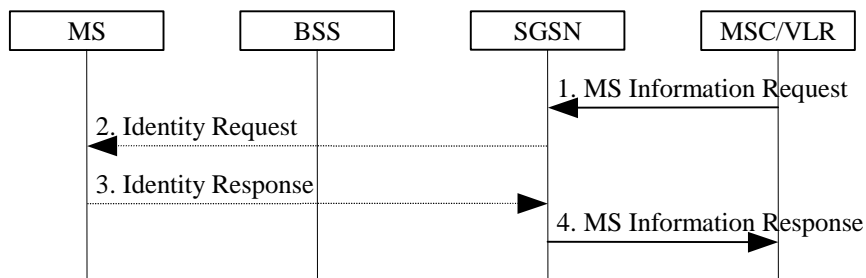 MS
BSS
SGSN
MSC/VLR
1. MS Information Request
2. Identity Request
3. Identity Response
4. MS Information Response